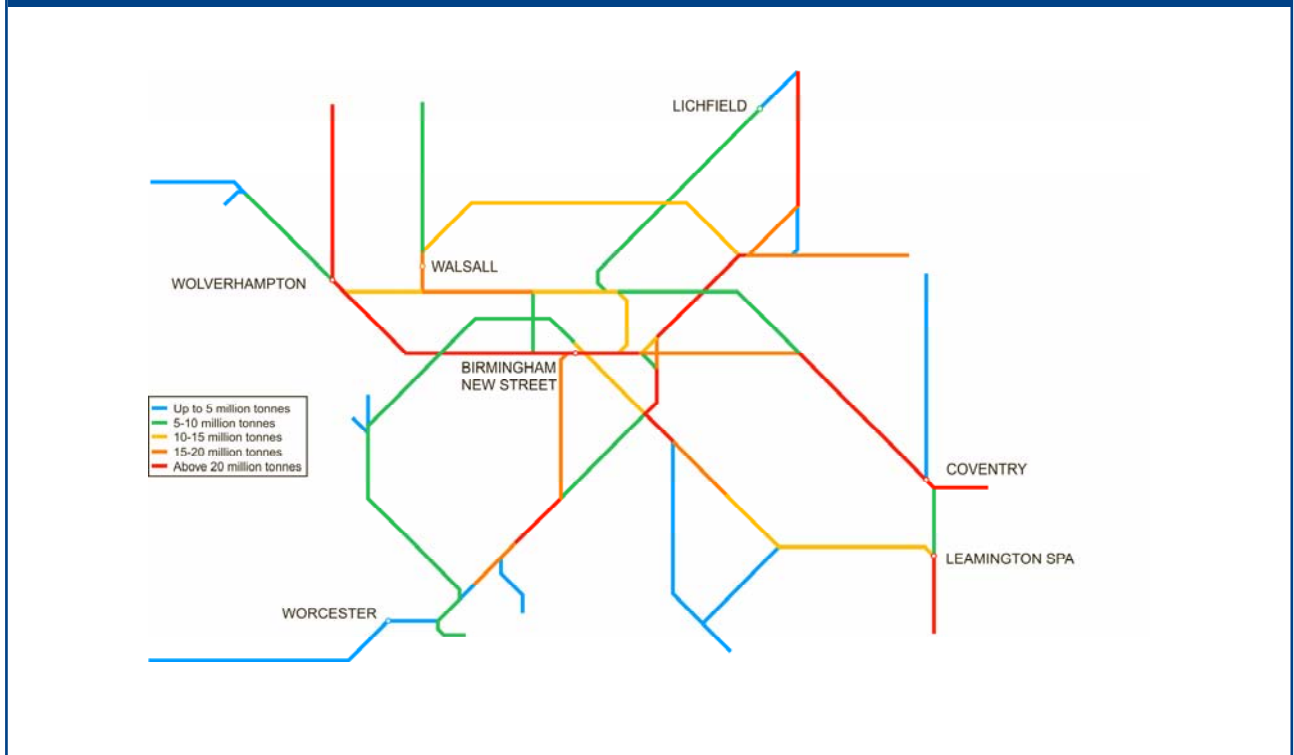 LICHFIELD
WALSALL
WOLVERHAMPTON
BIRMINGHAM
NEW STREET
Up to 5 million tonnes
5-10 million tonnes
10-15 million tonnes
15-20 million tonnes
Above 20 million tonnes
COVENTRY
LEAMINGTON SPA
WORCESTER